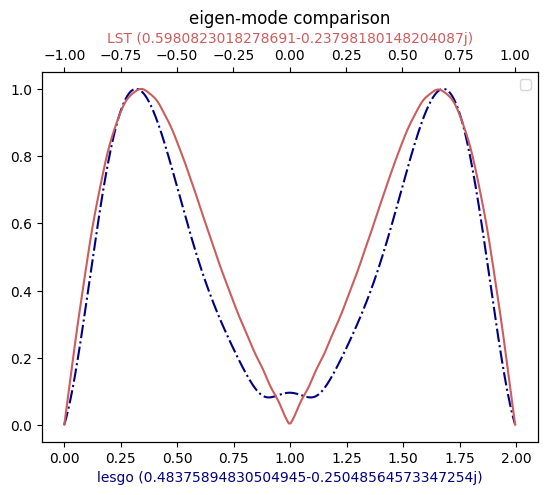 eigen-mode comparison
LST (0.5980823018278691-0.23798180148204087j)
−1.00 −0.75 −0.50 −0.25 0.00 0.25 0.50 0.75 1.00
1.0
0.8
0.6
0.4
0.2
0.0
0.00 0.25 0.50 0.75 1.00 1.25 1.50 1.75 2.00
lesgo (0.48375894830504945-0.25048564573347254j)